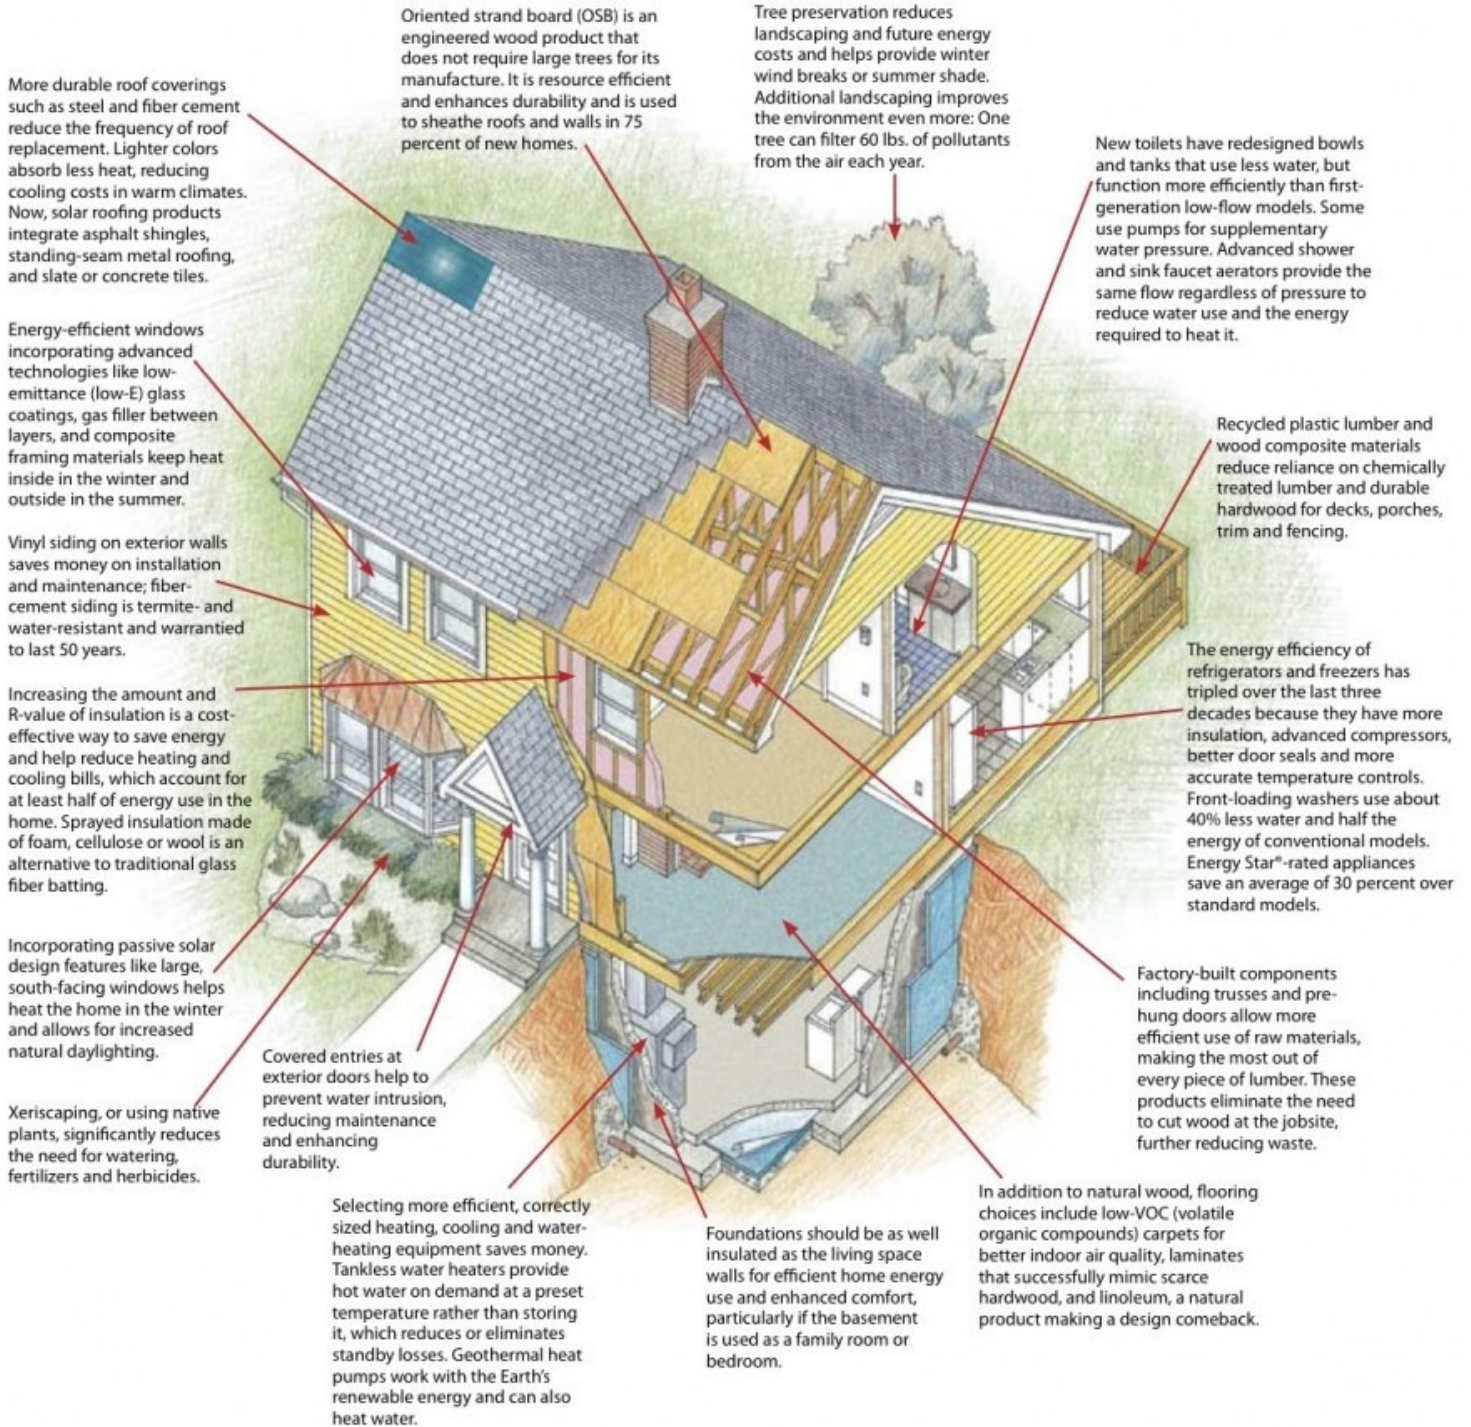 Oriented strand board (OSB) is an
engineered wood product that
does not require large trees for its
manufacture. It is resource efficient
and enhances durability and is used
to sheathe roofs and walls in 75
percent of new homes.
Tree preservation reduces
landscaping and future energy
costs and helps provide winter
wind breaks or summer shade.
Additional landscaping improves
the environment even more: One
tree can filter 60 lbs. of pollutants
from the air each year.
More durable roof coverings
such as steel and fiber cement
reduce the frequency of roof
replacement. Lighter colors
absorb less heat, reducing
cooling costs in warm climates.
Now, solar roofing products
integrate asphalt shingles,
standing-seam metal roofing,
and slate or concrete tiles.
New toilets have redesigned bowls
and tanks that use less water, but
function more efficiently than first-
generation low-flow models. Some
use pumps for supplementary
water pressure. Advanced shower
and sink faucet aerators provide the
same flow regardless of pressure to
reduce water use and the energy
required to heat it.
Energy-efficient windows
incorporating advanced
technologies like low-
emittance (low-E) glass
coatings, gas filler between
layers, and composite
framing materials keep heat
inside in the winter and
outside in the summer.
Recycled plastic lumber and
wood composite materials
reduce reliance on chemically
treated lumber and durable
hardwood for decks, porches,
trim and fencing.
Vinyl siding on exterior walls
saves money on installation
and maintenance; fiber-
cement siding is termite- and
water-resistant and warrantied
to last 50 years.
The energy efficiency of
refrigerators and freezers has
tripled over the last three
decades because they have more
insulation, advanced compressors,
better door seals and more
accurate temperature controls.
Front-loading washers use about
40% less water and half the
energy of conventional models.
Energy Star®-rated appliances
save an average of 30 percent over
standard models.
Increasing the amount and
R-value of insulation is a cost-
effective way to save energy
and help reduce heating and
cooling bills, which account for
at least half of energy use in the
home. Sprayed insulation made
of foam, cellulose or wool is an
alternative to traditional glass
fiber batting.
Incorporating passive solar
design features like large,
south-facing windows helps
heat the home in the winter
and allows for increased
natural daylighting.
Factory-built components
including trusses and pre-
hung doors allow more
efficient use of raw materials,
making the most out of
every piece of lumber. These
products eliminate the need
to cut wood at the jobsite,
further reducing waste.
Covered entries at
exterior doors help to
prevent water intrusion,
reducing maintenance
and enhancing
durability.
Xeriscaping, or using native
plants, significantly reduces
the need for watering,
fertilizers and herbicides.
Selecting more efficient, correctly
sized heating, cooling and water-
heating equipment saves money.
Tankless water heaters provide
hot water on demand at a preset
temperature rather than storing
it, which reduces or eliminates
standby losses. Geothermal heat
pumps work with the Earth's
renewable energy and can also
heat water.
Foundations should be as well
insulated as the living space
walls for efficient home energy
use and enhanced comfort,
particularly if the basement
is used as a family room or
bedroom.
In addition to natural wood, flooring
choices include low-VOC (volatile
organic compounds) carpets for
better indoor air quality, laminates
that successfully mimic scarce
hardwood, and linoleum, a natural
product making a design comeback.